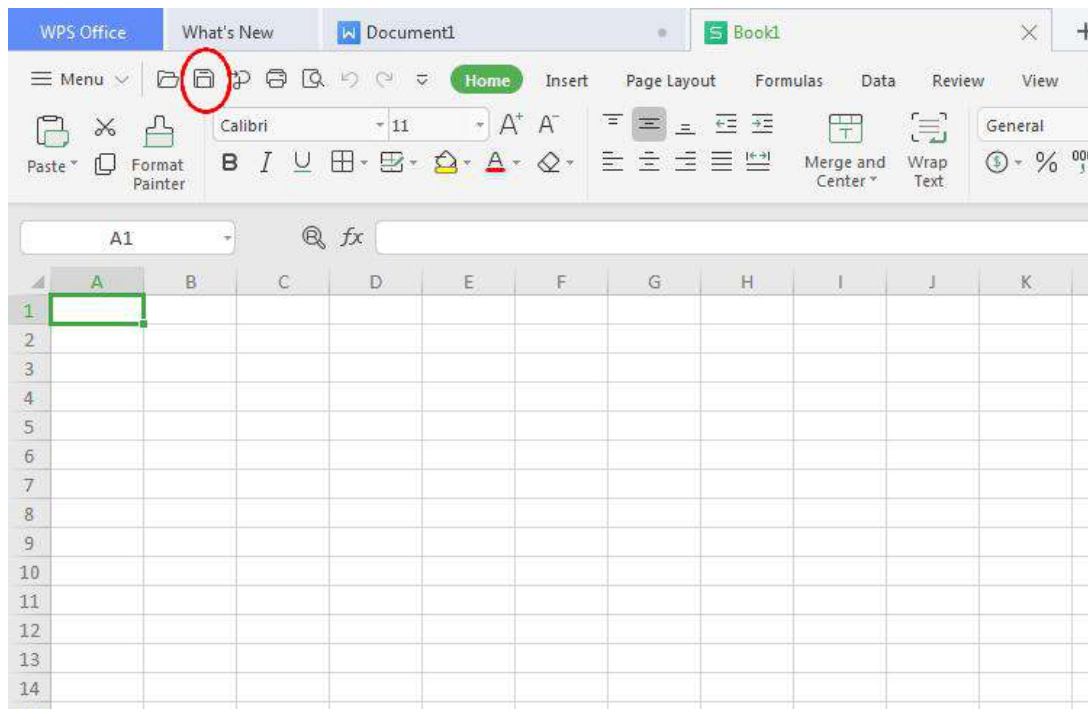 WPS Office What's New Document1 Book1
Menu Home Insert Page Layout Formulas Data Review View
Calibri 11 A+ A- General
Paste Format Painter B I U A Merge and Center Wrap Text % 000
A1 fx
A B C D E F G H I J K
1
2
3
4
5
6
7
8
9
10
11
12
13
14